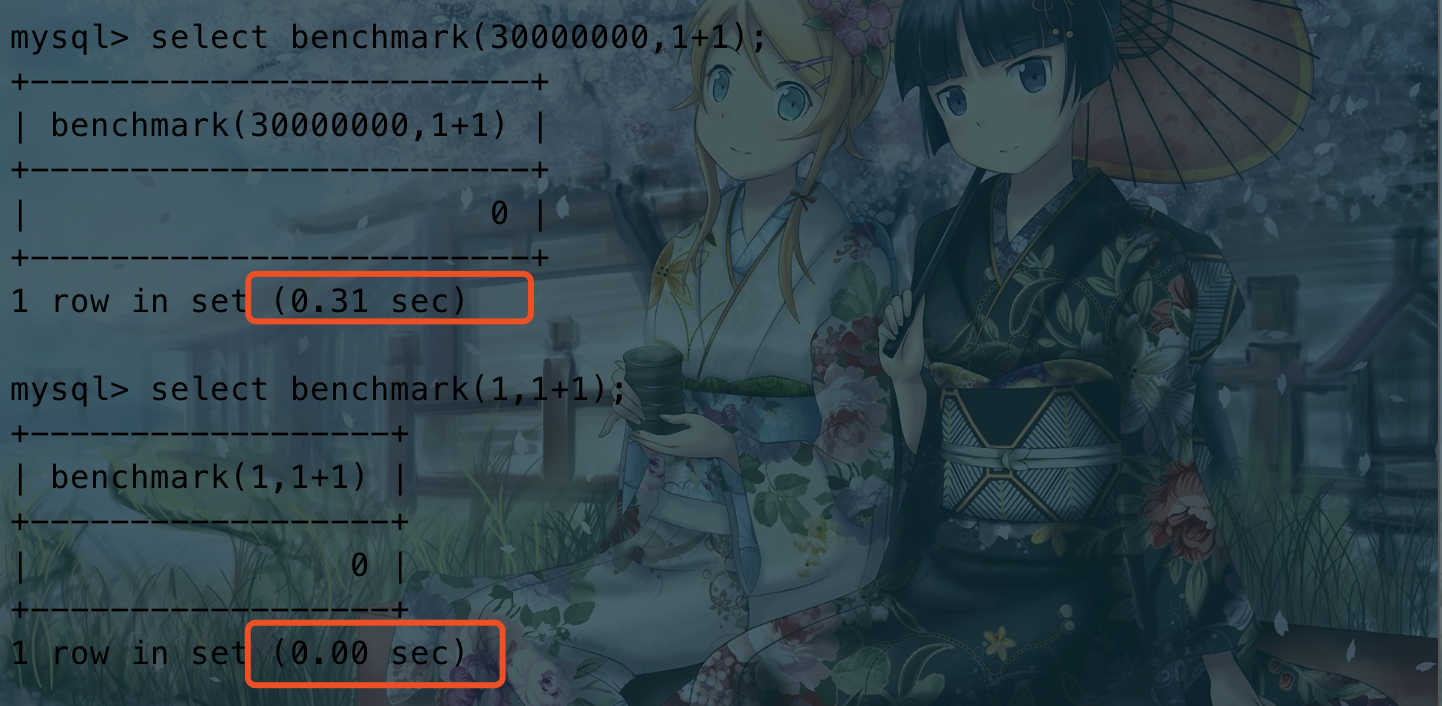 mysql> select benchmark(30000000,1+1);
+-------------------------+
| benchmark(30000000,1+1) |
+-------------------------+
|                       0 |
+-------------------------+
1 row in set (0.31 sec)
mysql> select benchmark(1,1+1);
+------------------+
| benchmark(1,1+1) |
+------------------+
|                0 |
+------------------+
1 row in set (0.00 sec)